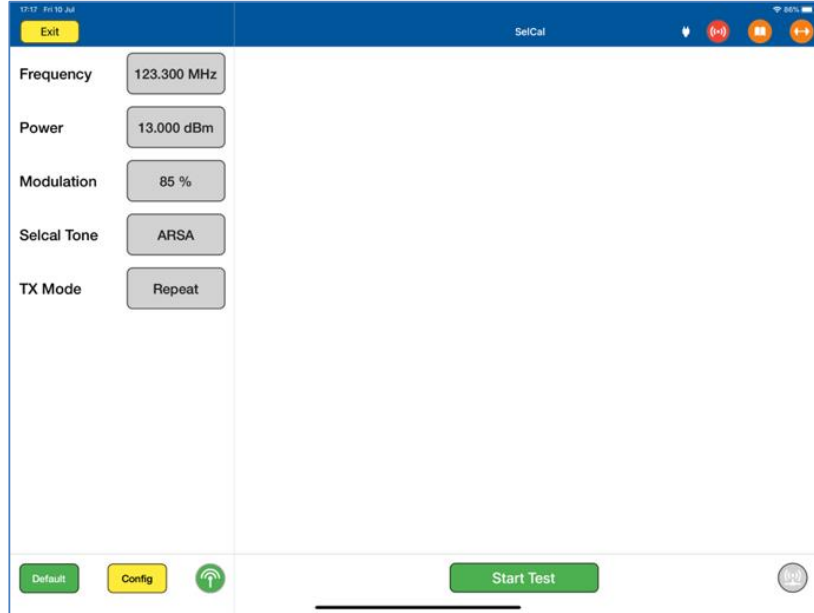 17:17 Fri 10 Jul
86%
Exit
SelCal
Frequency
123.300 MHz
Power
13.000 dBm
Modulation
85 %
Selcal Tone
ARSA
TX Mode
Repeat
Default
Config
Start Test